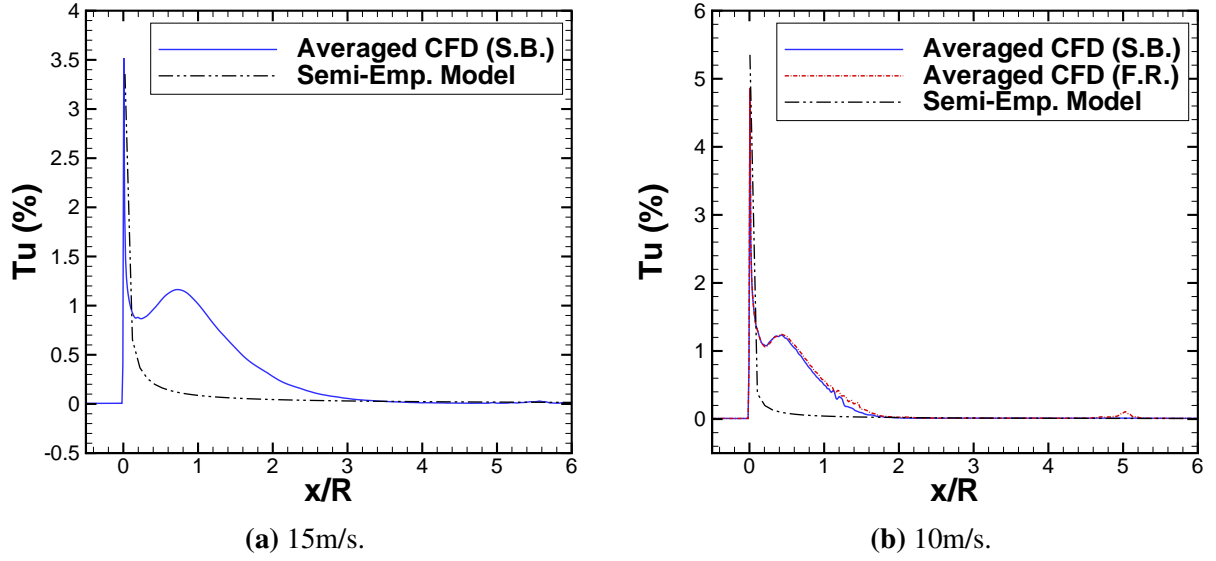 4
3.5
3
2.5
2
1.5
1
0.5
0
-0.5
Tu (%)
Averaged CFD (S.B.)
Semi-Emp. Model
0 1 2 3 4 5 6
x/R
(a) 15m/s.
6
5
4
3
2
1
0
Tu (%)
Averaged CFD (S.B.)
Averaged CFD (F.R.)
Semi-Emp. Model
0 1 2 3 4 5 6
x/R
(b) 10m/s.